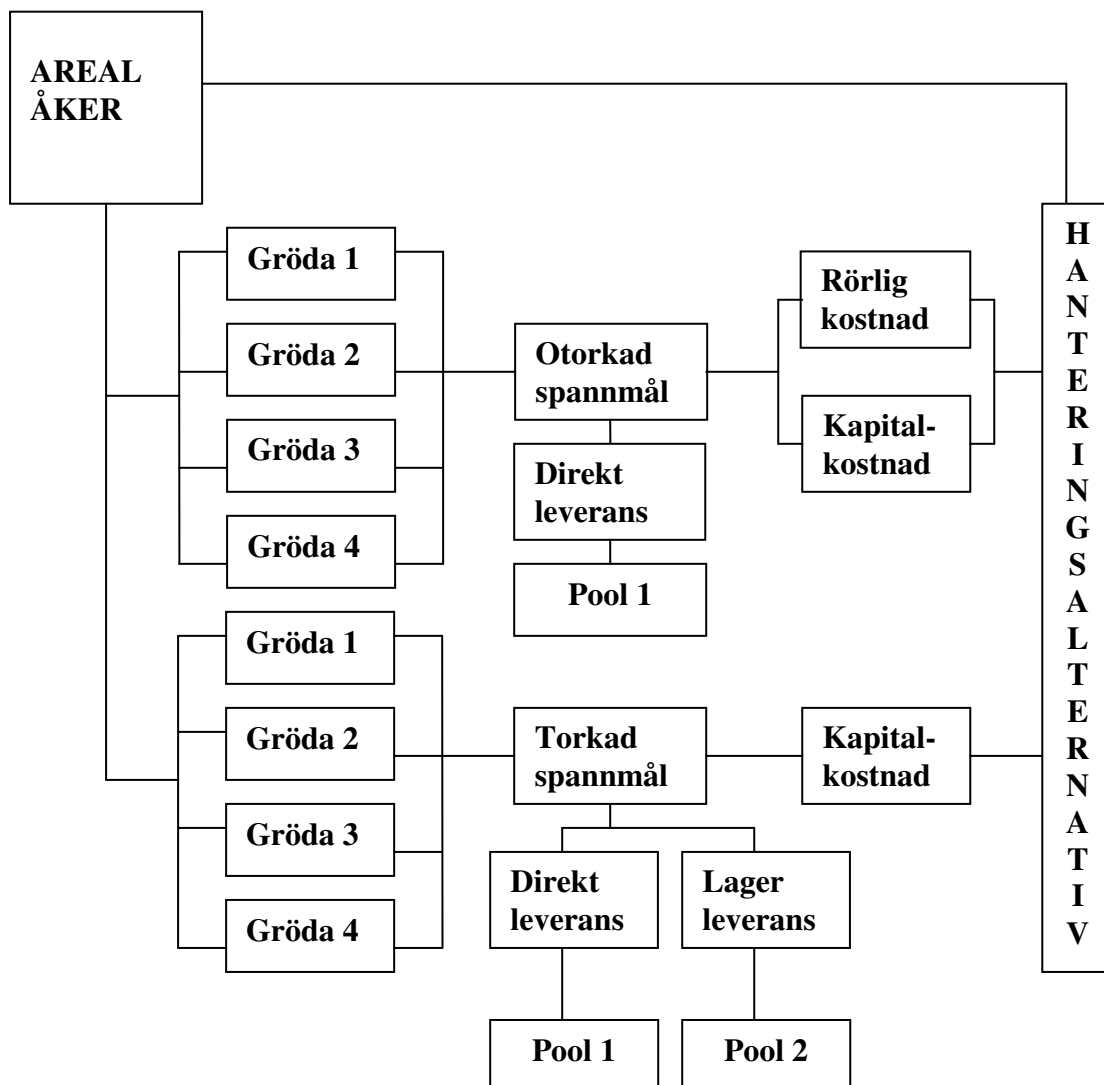 AREAL
ÅKER
Gröda 1
Gröda 2
Gröda 3
Gröda 4
Otorkad
spannmål
Direkt
leverans
Pool 1
Rörlig
kostnad
Kapital-
kostnad
Gröda 1
Gröda 2
Gröda 3
Gröda 4
Torkad
spannmål
Kapital-
kostnad
Direkt
leverans
Lager
leverans
Pool 1
Pool 2
HANTERINGSALTERNATIV